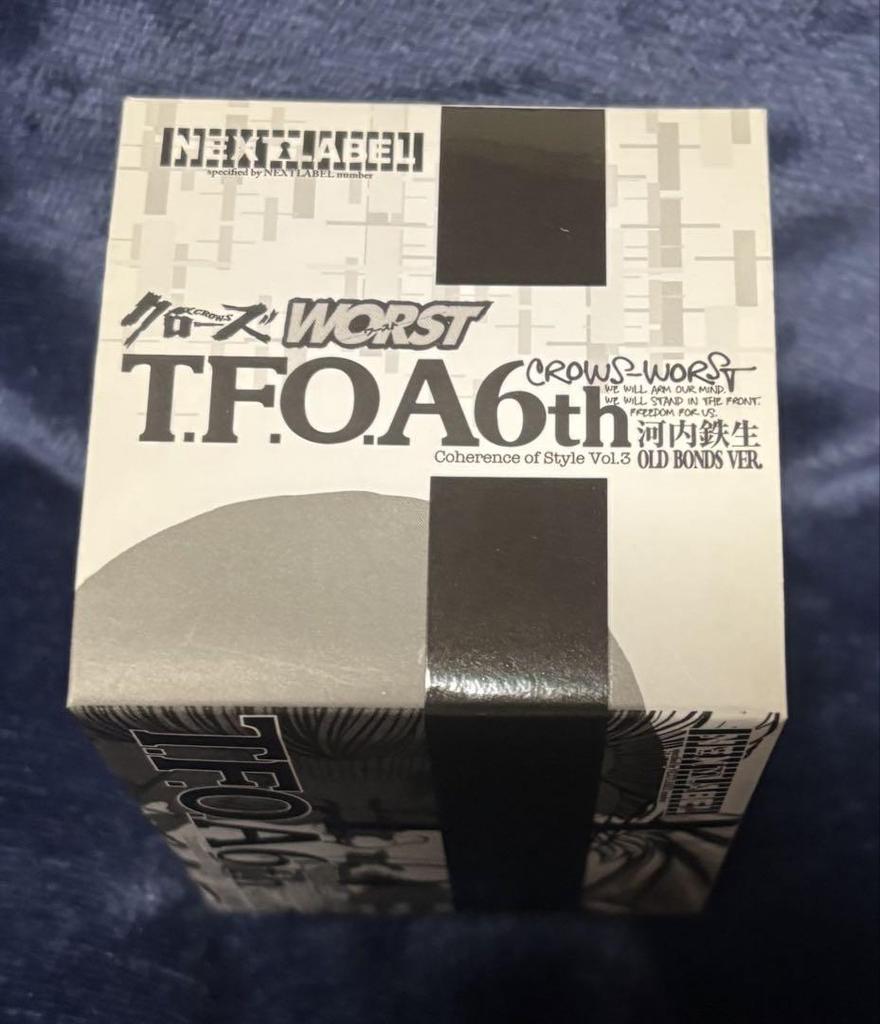 NEXTLABEL
specified by NEXTLABEL number
クローズ WORST
CROWS
ワースト
T.F.O.A6th
CROWS-WORST
WE WILL ARM OUR MIND.
WE WILL STAND IN THE FRONT.
FREEDOM FOR US.
河内鉄生
Coherence of Style Vol.3 OLD BONDS VER.
T.F.O.A6th
NEXTLABEL